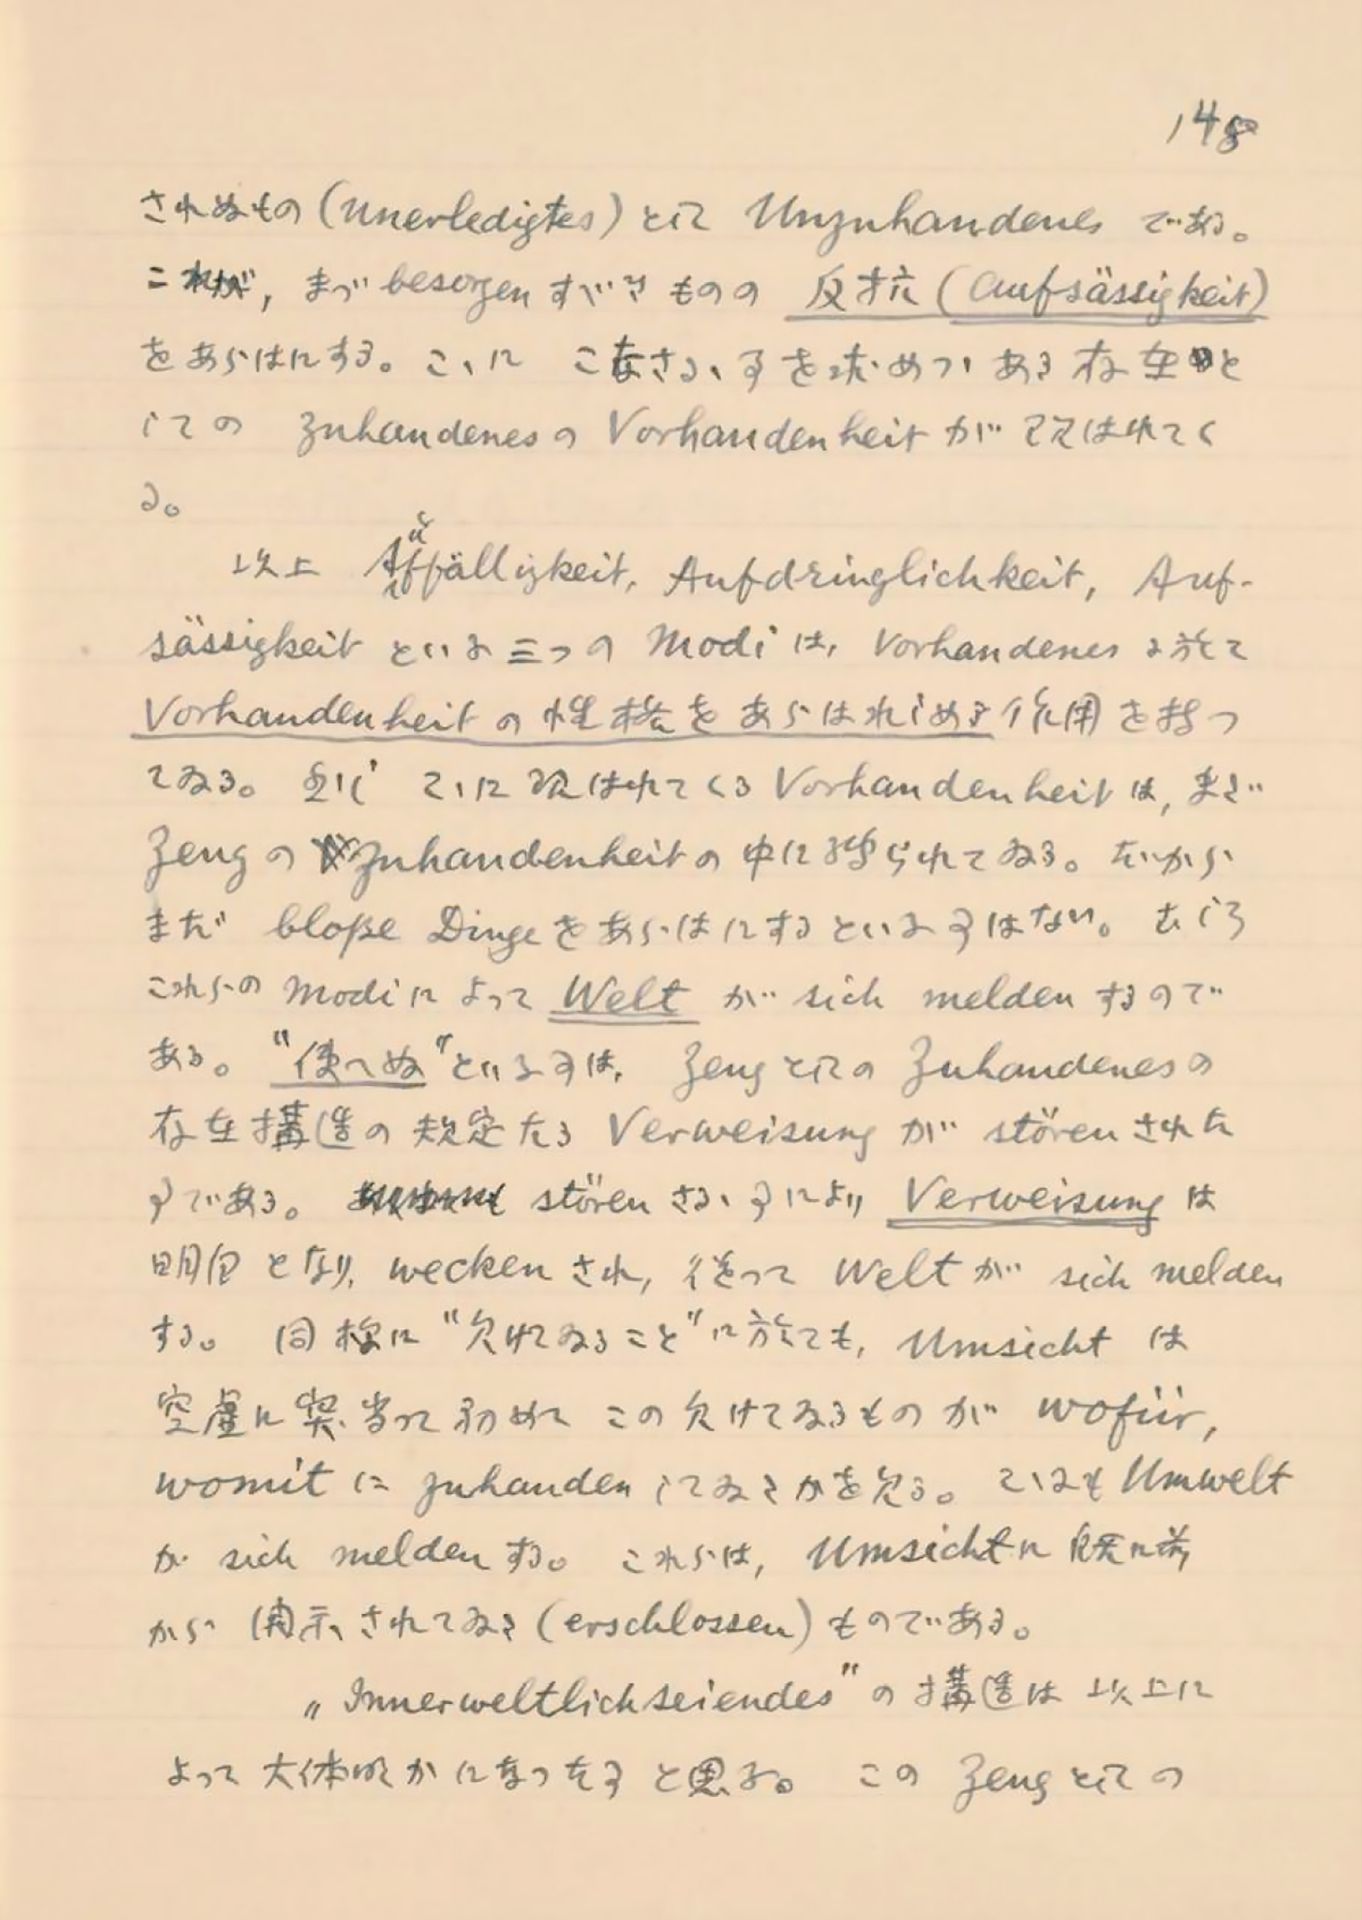 148
されぬもの (Unerledigtes) として Unzuhandenes である。
これが, まづ besorgen すべきものの 反抗 (Aufsässigkeit)
をあらはにする。こゝに こなさるゝ事を求めつゝある存在と
しての Zuhandenes の Vorhandenheit が現はれてく
る。
以上 Auffälligkeit, Aufdringlichkeit, Auf-
sässigkeit といふ三つの Modi は, Vorhandenes に於て
Vorhandenheit の性格をあらはれしめる作用を持つ
てゐる。但し こゝに現はれてくる Vorhandenheit は, まだ
Zeug の Zuhandenheit の中に縛られてゐる。だから
まだ bloße Dinge をあらはにするといふ事はない。むしろ
これらの Modi によって Welt が sich melden するので
ある。"使へぬ"といふ事は, Zeug としての Zuhandenes の
存在構造の規定たる Verweisung が stören された
事である。 stören さるゝ事により Verweisung は
明白となり, wecken され, 従って Welt が sich melden
する。 同様に "欠けてゐること" に於ても, Umsicht は
空虚に突当って初めて この欠けてゐるものが wofür,
womit に zuhanden してゐるかを知る。こゝにも Umwelt
が sich melden する。 これらは, Umsicht に既に前
から開示されてゐる (erschlossen) ものである。
„Innerweltlichseiendes" の構造は以上に
よって大体明かになつた事と思ふ。 この Zeug としての